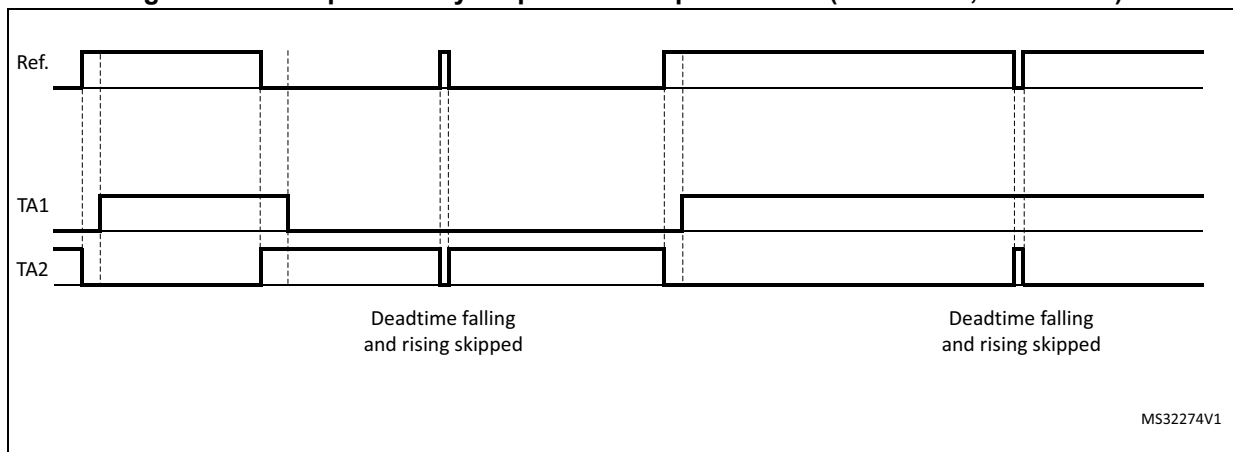 Ref.
TA1
TA2
Deadtime falling
and rising skipped
Deadtime falling
and rising skipped
MS32274V1